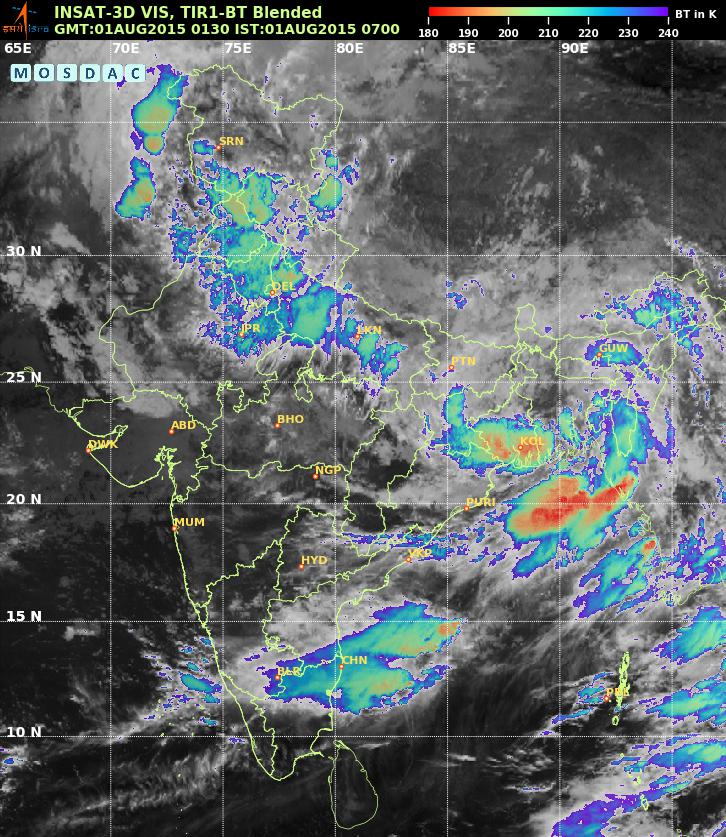 INSAT-3D VIS, TIR1-BT Blended
GMT:01AUG2015 0130 IST:01AUG2015 0700
BT in K
180 190 200 210 220 230 240
65E 70E 75E 80E 85E 90E
M O S D A C
SRN
30 N
DEL
JPR LKN
GUW
PTN
25 N
ABD BHO
DWK KOL
NGP
20 N
PURI
MUM
VKP
HYD
15 N
CHN
BLR
PBL
10 N